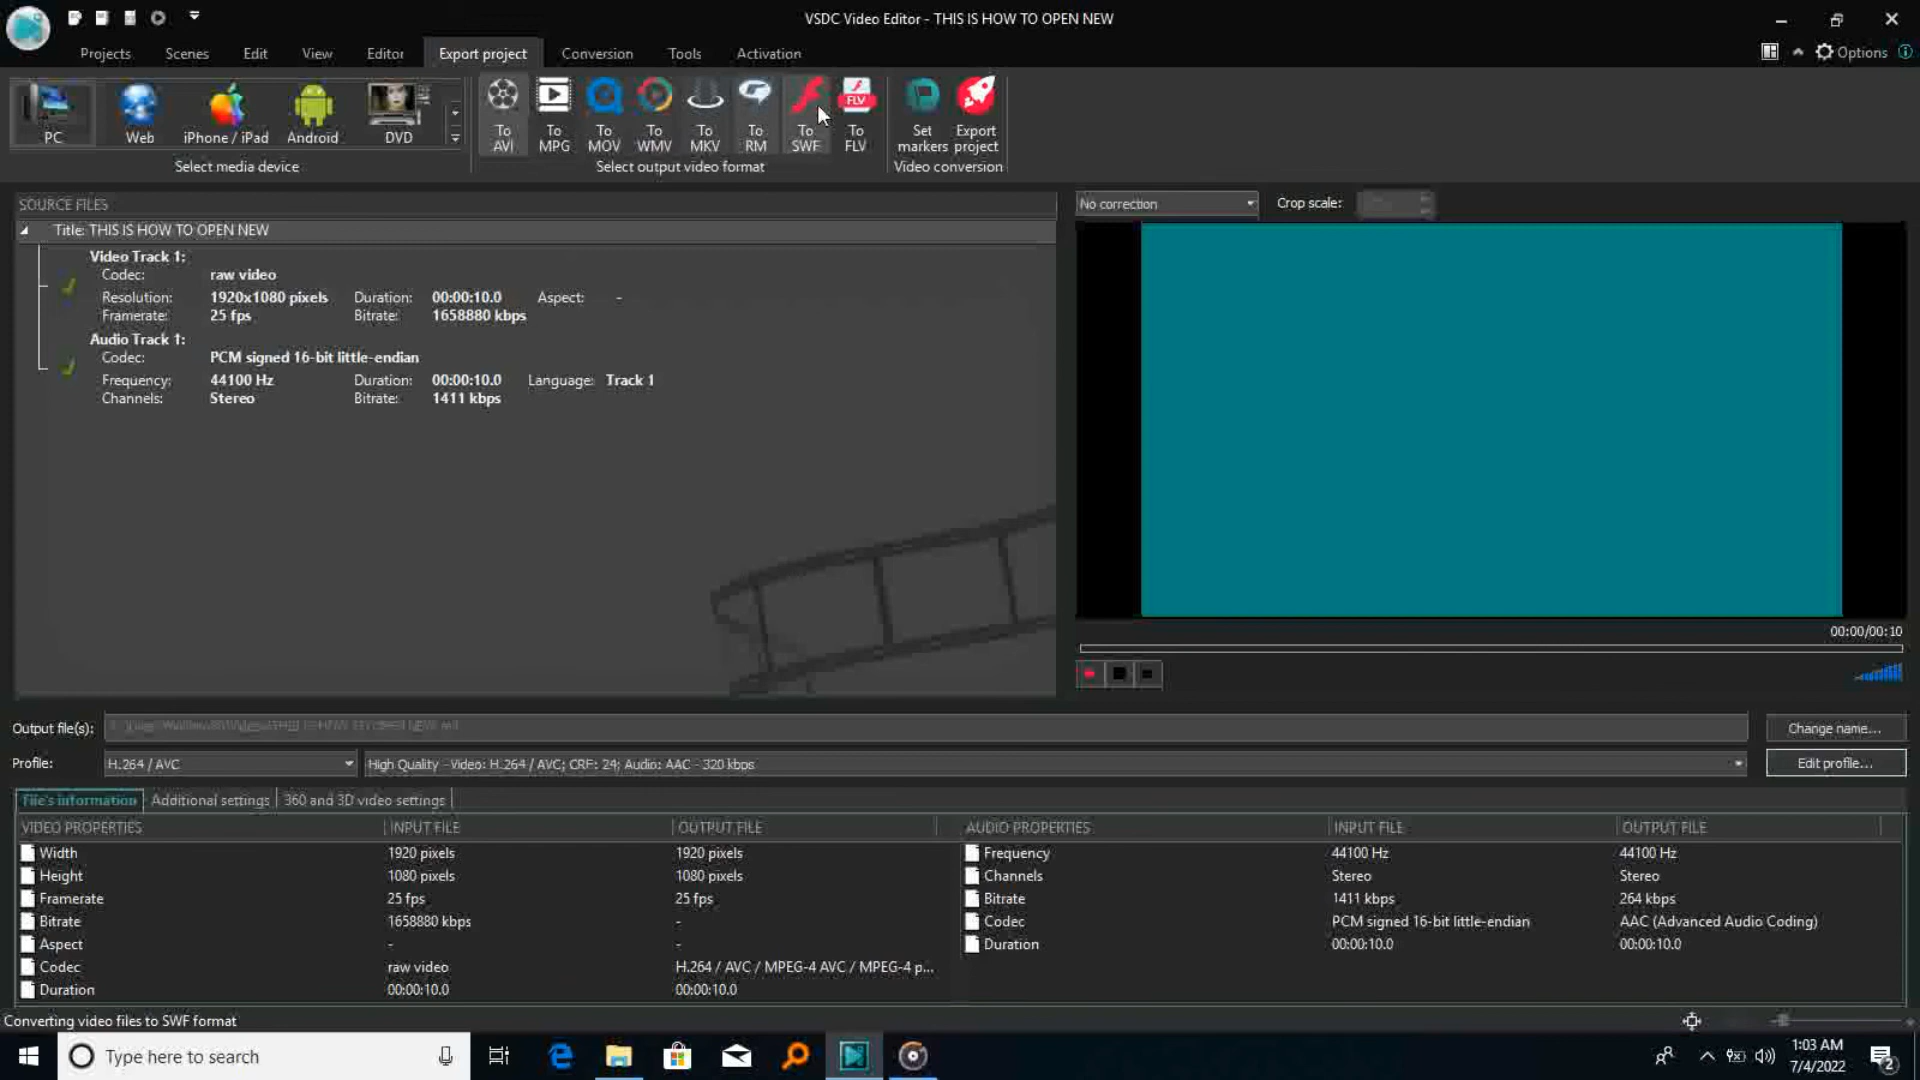 VSDC Video Editor - THIS IS HOW TO OPEN NEW
Projects Scenes Edit View Editor Export project Conversion Tools Activation Options
PC Web iPhone / iPad Android DVD
Select media device
To AVI To MPG To MOV To WMV To MKV To RM To SWF To FLV
Select output video format
FLV
Set markers Export project
Video conversion
SOURCE FILES
No correction Crop scale:
Title: THIS IS HOW TO OPEN NEW
Video Track 1:
Codec: raw video
Resolution: 1920x1080 pixels Duration: 00:00:10.0 Aspect: -
Framerate: 25 fps Bitrate: 1658880 kbps
Audio Track 1:
Codec: PCM signed 16-bit little-endian
Frequency: 44100 Hz Duration: 00:00:10.0 Language: Track 1
Channels: Stereo Bitrate: 1411 kbps
00:00/00:10
Output file(s): Change name...
Profile: H.264 / AVC High Quality - Video: H.264 / AVC; CRF: 24; Audio: AAC - 320 kbps Edit profile...
File's information Additional settings 360 and 3D video settings
VIDEO PROPERTIES INPUT FILE OUTPUT FILE AUDIO PROPERTIES INPUT FILE OUTPUT FILE
Width 1920 pixels 1920 pixels Frequency 44100 Hz 44100 Hz
Height 1080 pixels 1080 pixels Channels Stereo Stereo
Framerate 25 fps 25 fps Bitrate 1411 kbps 264 kbps
Bitrate 1658880 kbps - Codec PCM signed 16-bit little-endian AAC (Advanced Audio Coding)
Aspect - - Duration 00:00:10.0 00:00:10.0
Codec raw video H.264 / AVC / MPEG-4 AVC / MPEG-4 p...
Duration 00:00:10.0 00:00:10.0
Converting video files to SWF format
Type here to search
1:03 AM
7/4/2022
2